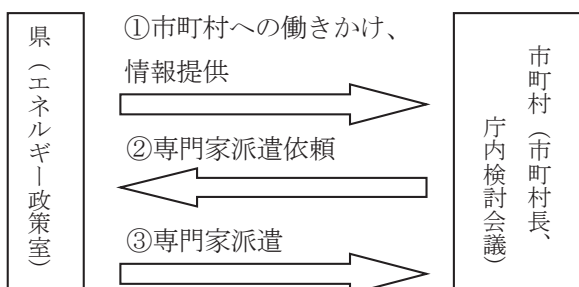 県（エネルギー政策室）
①市町村への働きかけ、
情報提供
②専門家派遣依頼
③専門家派遣
市町村（市町村長、
庁内検討会議）